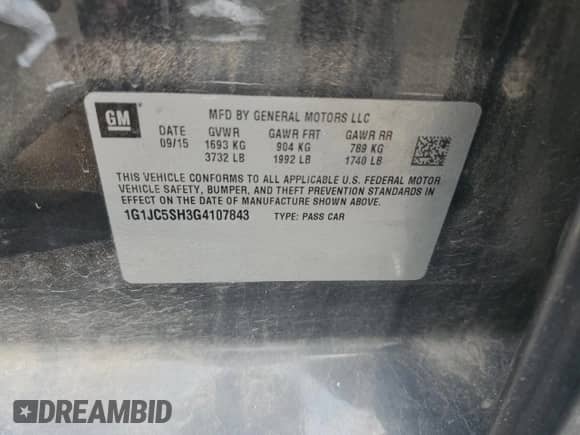 GM
MFD BY GENERAL MOTORS LLC
DATE GVWR GAWR FRT GAWR RR
09/15 1693 KG 904 KG 789 KG
3732 LB 1992 LB 1740 LB
THIS VEHICLE CONFORMS TO ALL APPLICABLE U.S. FEDERAL MOTOR
VEHICLE SAFETY, BUMPER, AND THEFT PREVENTION STANDARDS IN
EFFECT ON THE DATE OF MANUFACTURE SHOWN ABOVE.
1G1JC5SH3G4107843 TYPE: PASS CAR
DREAMBID